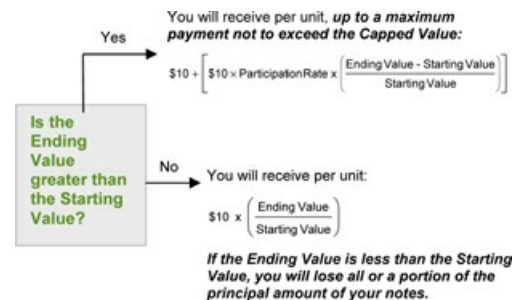 You will receive per unit, up to a maximum
payment not to exceed the Capped Value:
Yes
$10 + [$10 × Participation Rate x (Ending Value - Starting Value / Starting Value)]
Is the
Ending
Value
greater than
the Starting
Value?
No
You will receive per unit:
$10 x (Ending Value / Starting Value)
If the Ending Value is less than the Starting
Value, you will lose all or a portion of the
principal amount of your notes.